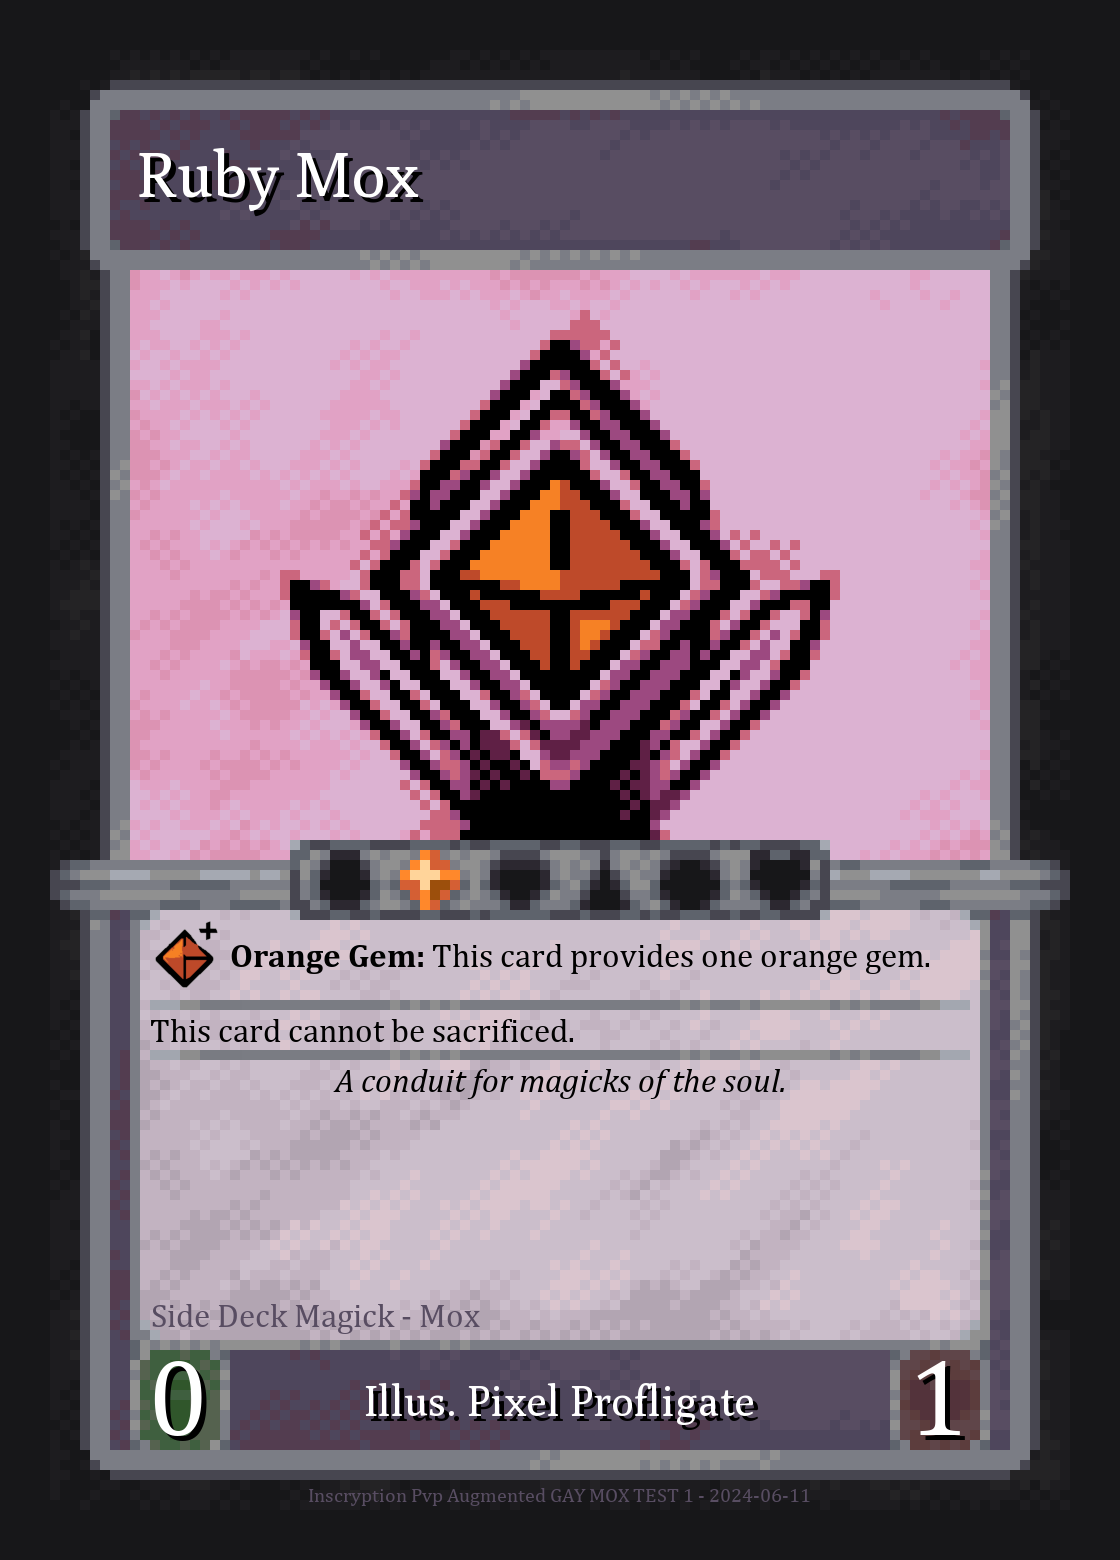 Ruby Mox
Orange Gem: This card provides one orange gem.
This card cannot be sacrificed.
A conduit for magicks of the soul.
Side Deck Magick - Mox
0
Illus. Pixel Profligate
1
Inscryption Pvp Augmented GAY MOX TEST 1 - 2024-06-11